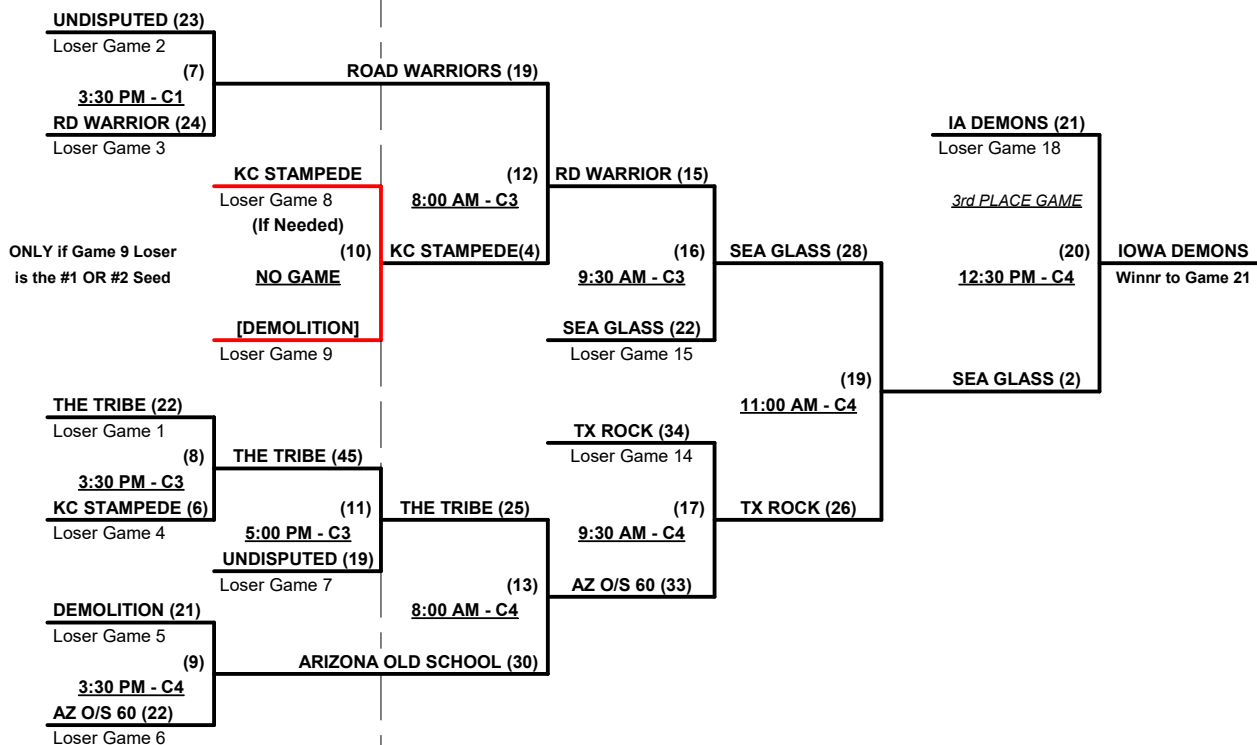 UNDISPUTED (23)
Loser Game 2
(7)
3:30 PM - C1
RD WARRIOR (24)
Loser Game 3
ROAD WARRIORS (19)
KC STAMPEDE
Loser Game 8
(If Needed)
(10)
NO GAME
[DEMOLITION]
Loser Game 9
ONLY if Game 9 Loser
is the #1 OR #2 Seed
(12)
8:00 AM - C3
KC STAMPEDE(4)
RD WARRIOR (15)
(16)
9:30 AM - C3
SEA GLASS (22)
Loser Game 15
SEA GLASS (28)
IA DEMONS (21)
Loser Game 18
3rd PLACE GAME
(20)
12:30 PM - C4
IOWA DEMONS
Winnr to Game 21
SEA GLASS (2)
(19)
11:00 AM - C4
THE TRIBE (22)
Loser Game 1
(8)
3:30 PM - C3
KC STAMPEDE (6)
Loser Game 4
THE TRIBE (45)
(11)
5:00 PM - C3
UNDISPUTED (19)
Loser Game 7
THE TRIBE (25)
(13)
8:00 AM - C4
TX ROCK (34)
Loser Game 14
(17)
9:30 AM - C4
AZ O/S 60 (33)
TX ROCK (26)
DEMOLITION (21)
Loser Game 5
(9)
3:30 PM - C4
AZ O/S 60 (22)
Loser Game 6
ARIZONA OLD SCHOOL (30)